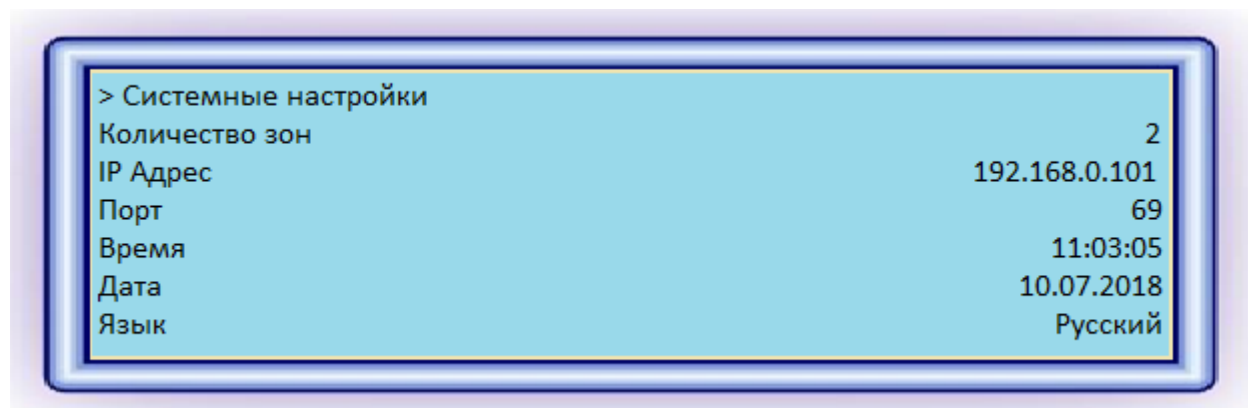 > Системные настройки
Количество зон 2
IP Адрес 192.168.0.101
Порт 69
Время 11:03:05
Дата 10.07.2018
Язык Русский